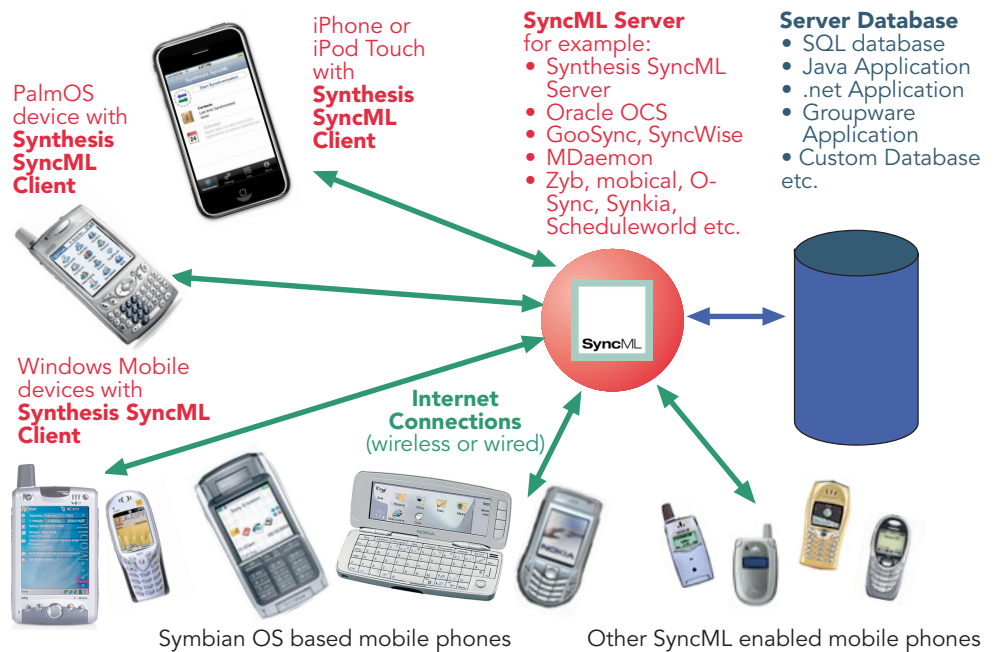 iPhone or
iPod Touch
with
Synthesis
SyncML
Client
SyncML Server
for example:
• Synthesis SyncML
Server
• Oracle OCS
• GooSync, SyncWise
• MDaemon
• Zyb, mobical, O-
Sync, Synkia,
Scheduleworld etc.
Server Database
• SQL database
• Java Application
• .net Application
• Groupware
Application
• Custom Database
etc.
PalmOS
device with
Synthesis
SyncML
Client
SyncML
Windows Mobile
devices with
Synthesis SyncML
Client
Internet
Connections
(wireless or wired)
NOKIA
NOKIA
Symbian OS based mobile phones
Other SyncML enabled mobile phones